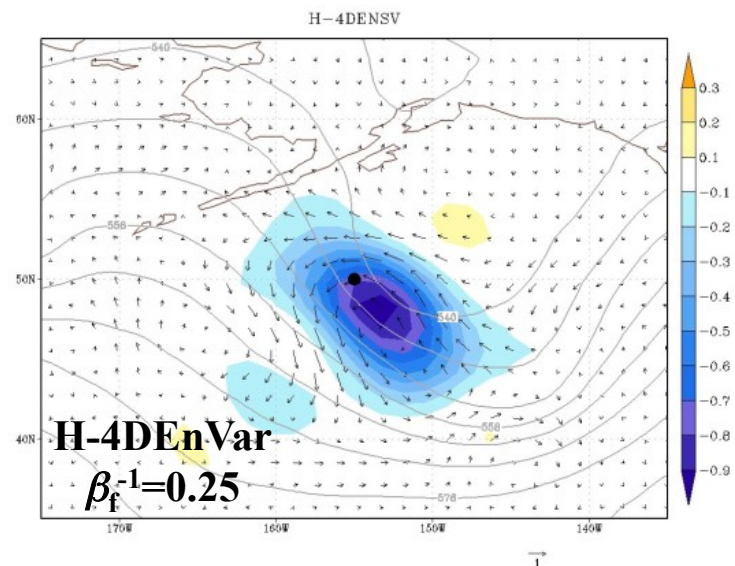 H-4DENSV
540
60N
0.3
0.2
0.1
-0.1
-0.2
-0.3
-0.4
-0.5
-0.6
-0.7
-0.8
-0.9
558
50N
540
558
40N
H-4DEnVar
βf-1=0.25
576
170W
160W
150W
140W
1